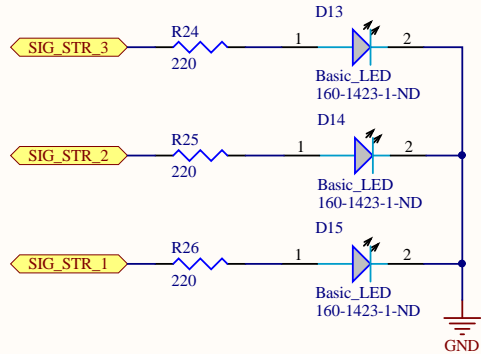 D13
R24
SIG_STR_3
1
2
220
Basic_LED
160-1423-1-ND
D14
R25
SIG_STR_2
1
2
220
Basic_LED
160-1423-1-ND
D15
R26
SIG_STR_1
1
2
220
Basic_LED
160-1423-1-ND
GND